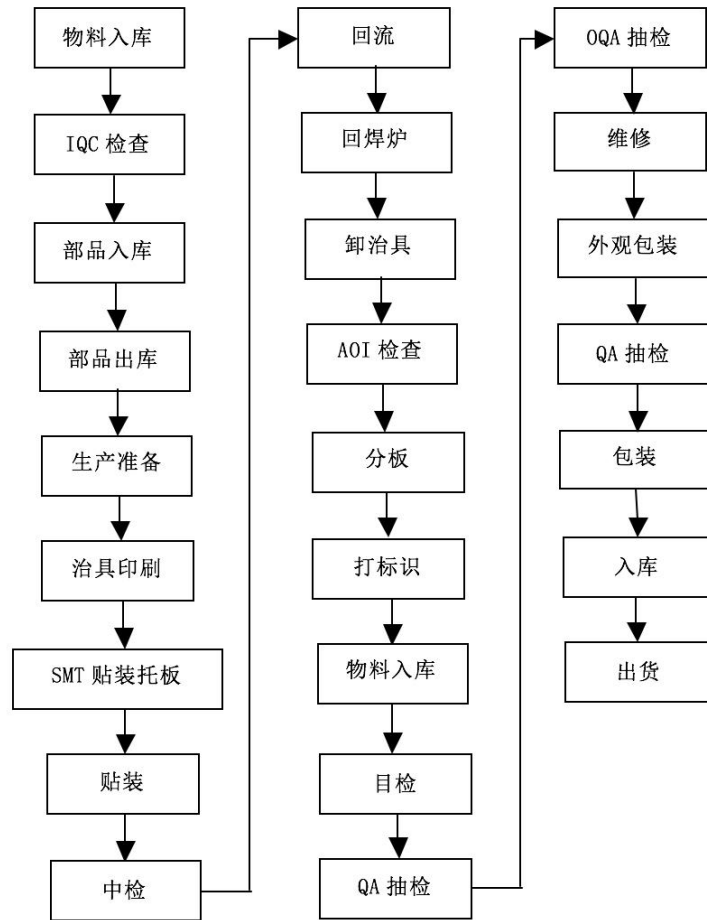 物料入库
IQC 检查
部品入库
部品出库
生产准备
治具印刷
SMT 贴装托板
贴装
中检
回流
回焊炉
卸治具
AOI 检查
分板
打标识
物料入库
目检
QA 抽检
OQA 抽检
维修
外观包装
QA 抽检
包装
入库
出货